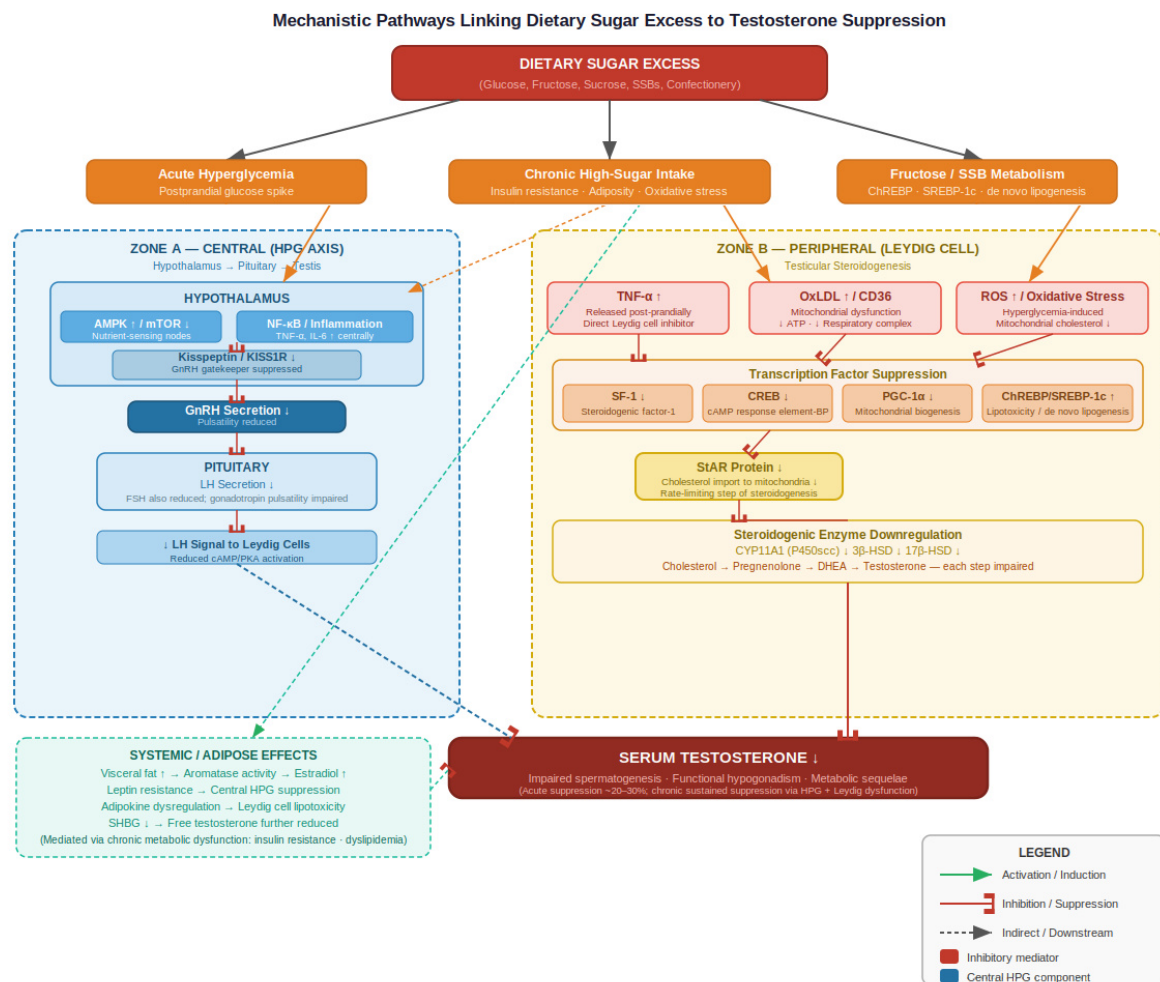 Mechanistic Pathways Linking Dietary Sugar Excess to Testosterone Suppression
DIETARY SUGAR EXCESS
(Glucose, Fructose, Sucrose, SSBs, Confectionery)
Acute Hyperglycemia
Postprandial glucose spike
Chronic High-Sugar Intake
Insulin resistance · Adiposity · Oxidative stress
Fructose / SSB Metabolism
ChREBP · SREBP-1c · de novo lipogenesis
ZONE A — CENTRAL (HPG AXIS)
Hypothalamus → Pituitary → Testis
HYPOTHALAMUS
AMPK ↑ / mTOR ↓
Nutrient-sensing nodes
NF-κB / Inflammation
TNF-α, IL-6 ↑ centrally
Kisspeptin / KISS1R ↓
GnRH gatekeeper suppressed
GnRH Secretion ↓
Pulsatility reduced
PITUITARY
LH Secretion ↓
FSH also reduced; gonadotropin pulsatility impaired
↓ LH Signal to Leydig Cells
Reduced cAMP/PKA activation
ZONE B — PERIPHERAL (LEYDIG CELL)
Testicular Steroidogenesis
TNF-α ↑
Released post-prandially
Direct Leydig cell inhibitor
OxLDL ↑ / CD36
Mitochondrial dysfunction
↓ ATP · ↓ Respiratory complex
ROS ↑ / Oxidative Stress
Hyperglycemia-induced
Mitochondrial cholesterol ↓
Transcription Factor Suppression
SF-1 ↓
Steroidogenic factor-1
CREB ↓
cAMP response element-BP
PGC-1α ↓
Mitochondrial biogenesis
ChREBP/SREBP-1c ↑
Lipotoxicity / de novo lipogenesis
StAR Protein ↓
Cholesterol import to mitochondria ↓
Rate-limiting step of steroidogenesis
Steroidogenic Enzyme Downregulation
CYP11A1 (P450scc) ↓ 3β-HSD ↓ 17β-HSD ↓
Cholesterol → Pregnenolone → DHEA → Testosterone — each step impaired
SYSTEMIC / ADIPOSE EFFECTS
Visceral fat ↑ → Aromatase activity → Estradiol ↑
Leptin resistance → Central HPG suppression
Adipokine dysregulation → Leydig cell lipotoxicity
SHBG ↓ → Free testosterone further reduced
(Mediated via chronic metabolic dysfunction: insulin resistance · dyslipidemia)
SERUM TESTOSTERONE ↓
Impaired spermatogenesis · Functional hypogonadism · Metabolic sequelae
(Acute suppression ~20–30%; chronic sustained suppression via HPG + Leydig dysfunction)
LEGEND
Activation / Induction
Inhibition / Suppression
Indirect / Downstream
Inhibitory mediator
Central HPG component